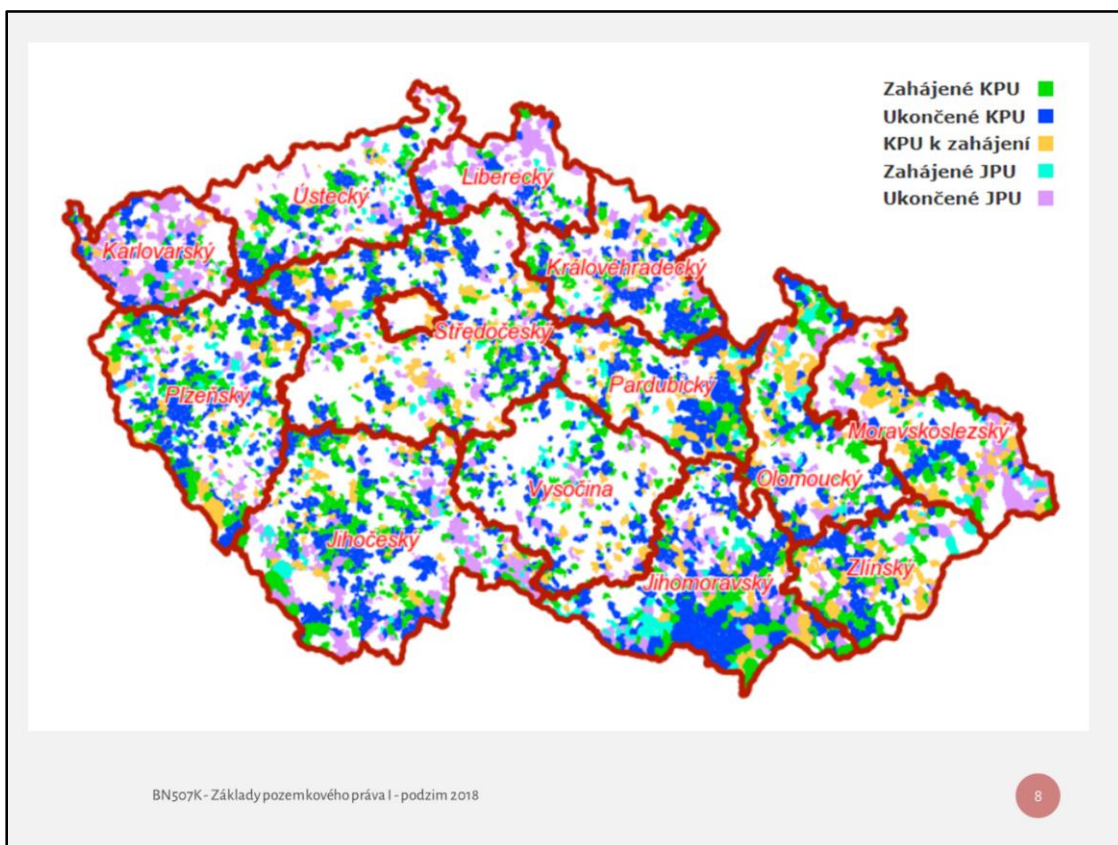 Zahájené KPU
Ukončené KPU
KPU k zahájení
Zahájené JPU
Ukončené JPU
Liberecký
Ústecký
Karlovarský
Královéhradecký
Středočeský
Pardubický
Plzeňský
Moravskoslezský
Olomoucký
Vysočina
Jihočeský
Zlínský
Jihomoravský
BN507K - Základy pozemkového práva I - podzim 2018
8